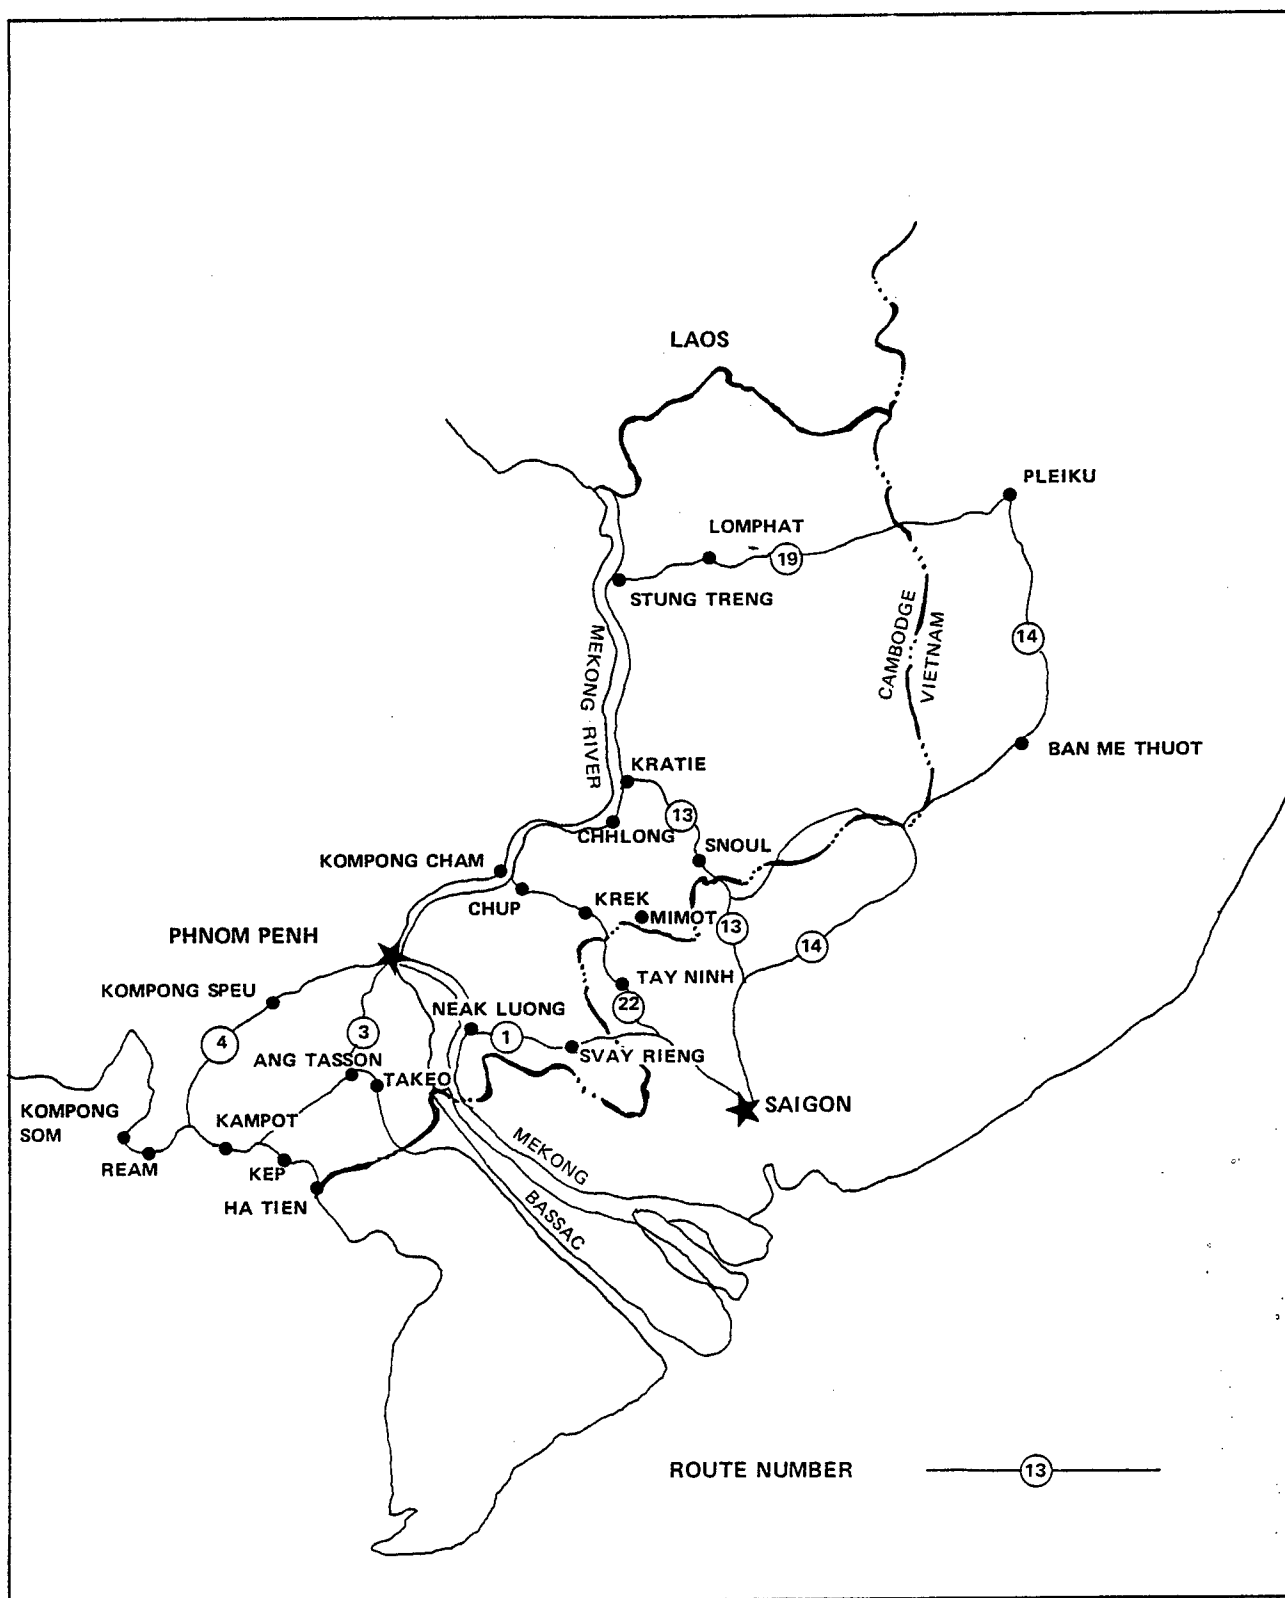 LAOS
PLEIKU
LOMPHAT
19
STUNG TRENG
CAMBODGE
VIETNAM
14
MEKONG RIVER
BAN ME THUOT
KRATIE
13
CHHLONG
SNOUL
KOMPONG CHAM
CHUP
KREK
MIMOT
13
14
PHNOM PENH
TAY NINH
KOMPONG SPEU
22
NEAK LUONG
1
3
4
SVAY RIENG
ANG TASSON
TAKEO
SAIGON
KOMPONG
SOM
KAMPOT
MEKONG
REAM
KEP
HA TIEN
BASSAC
ROUTE NUMBER
13